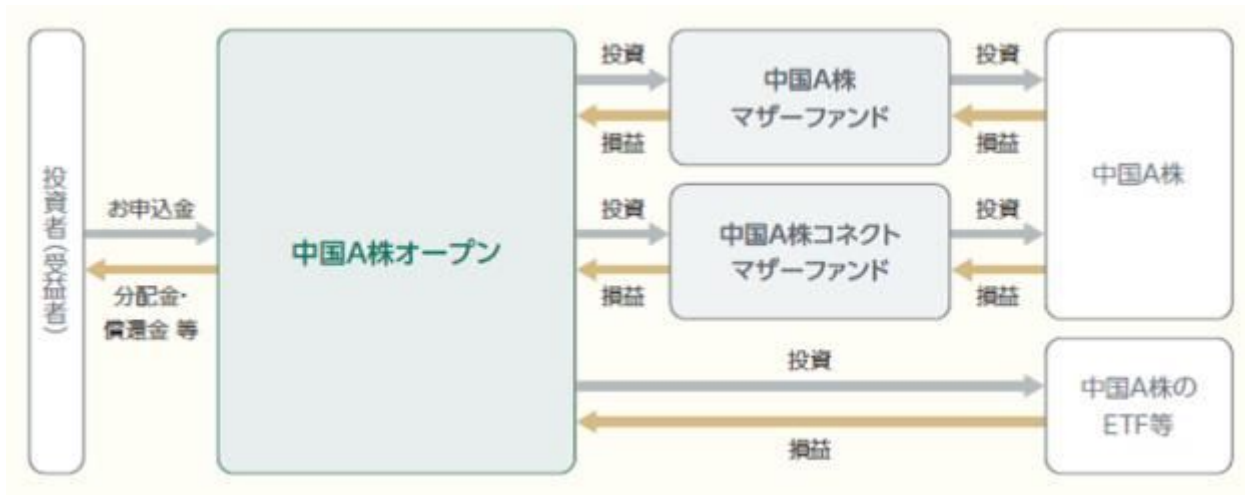 投資者(受益者)
お申込金
分配金・
償還金 等
中国A株オープン
投資
損益
中国A株
マザーファンド
投資
損益
投資
損益
中国A株コネクト
マザーファンド
投資
損益
中国A株
投資
損益
中国A株の
ETF等